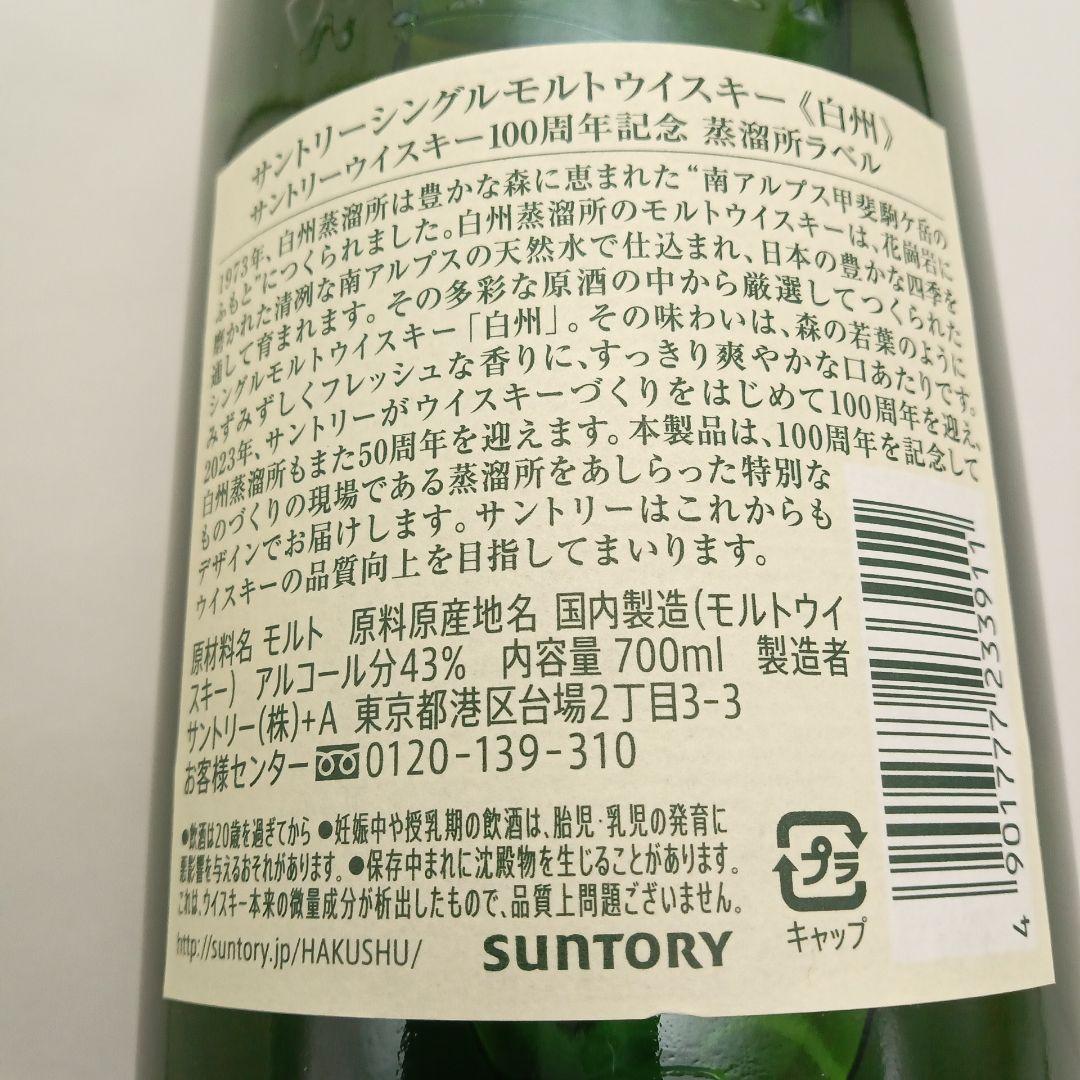 サントリーシングルモルトウイスキー《白州》
サントリーウイスキー100周年記念 蒸溜所ラベル
1973年、白州蒸溜所は豊かな森に恵まれた“南アルプス甲斐駒ケ岳の
ふもと”につくられました。白州蒸溜所のモルトウイスキーは、花崗岩に
磨かれた清冽な南アルプスの天然水で仕込まれ、日本の豊かな四季を
通して育まれます。その多彩な原酒の中から厳選してつくられた
シングルモルトウイスキー「白州」。その味わいは、森の若葉のように
みずみずしくフレッシュな香りに、すっきり爽やかな口あたりです。
2023年、サントリーがウイスキーづくりをはじめて100周年を迎え、
白州蒸溜所もまた50周年を迎えます。本製品は、100周年を記念して
ものづくりの現場である蒸溜所をあしらった特別な
デザインでお届けします。サントリーはこれからも
ウイスキーの品質向上を目指してまいります。
原材料名 モルト 原料原産地名 国内製造(モルトウイ
スキー) アルコール分43% 内容量 700ml 製造者
サントリー(株)+A 東京都港区台場2丁目3-3
お客様センター 0120-139-310
●飲酒は20歳を過ぎてから ●妊娠中や授乳期の飲酒は、胎児・乳児の発育に
悪影響を与えるおそれがあります。 ●保存中まれに沈殿物を生じることがあります。
これは、ウイスキー本来の微量成分が析出したもので、品質上問題ございません。
http://suntory.jp/HAKUSHU/ SUNTORY
プラ
キャップ
4 901777 233911